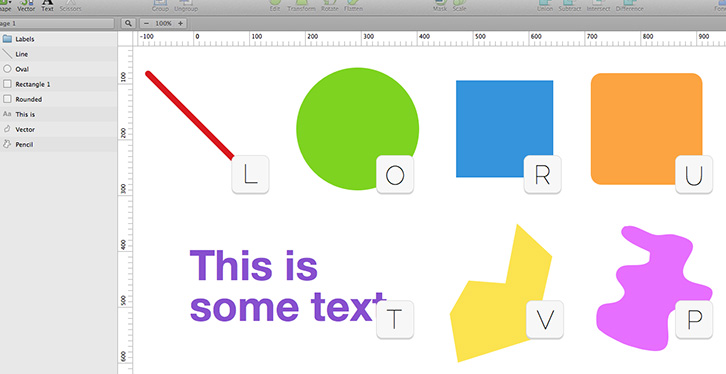 Shape Vector Text Scissors Group Ungroup Edit Transform Rotate Flatten Mask Scale Union Subtract Intersect Difference
age 1
100%
Labels
Line
Oval
Rectangle 1
Rounded
Aa This is
Vector
Pencil
-100 0 100 200 300 400 500 600 700 800 900
100
200
300
400
500
600
L O R U
This is
some text
T V P